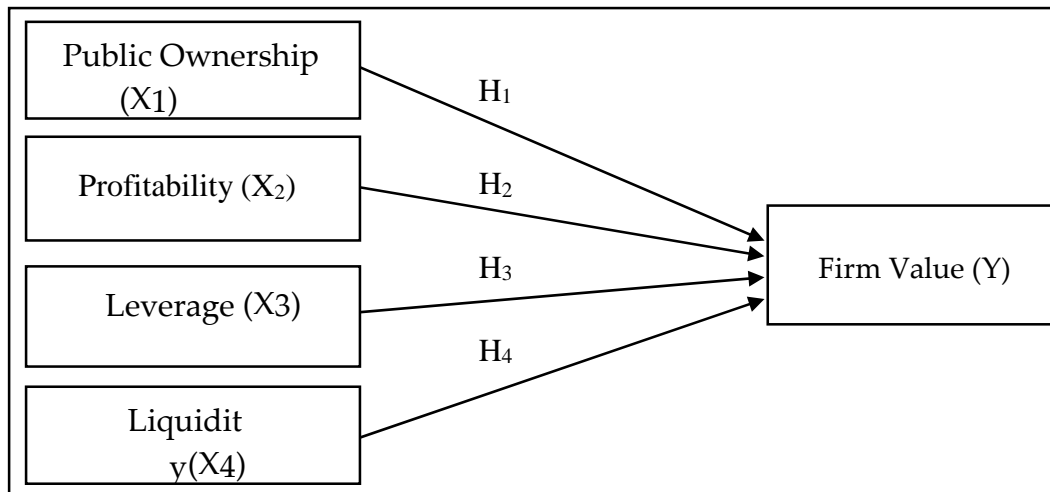 Public Ownership
(X1)
H1
Profitability (X2)
H2
Firm Value (Y)
Leverage (X3)
H3
H4
Liquidit
y(X4)